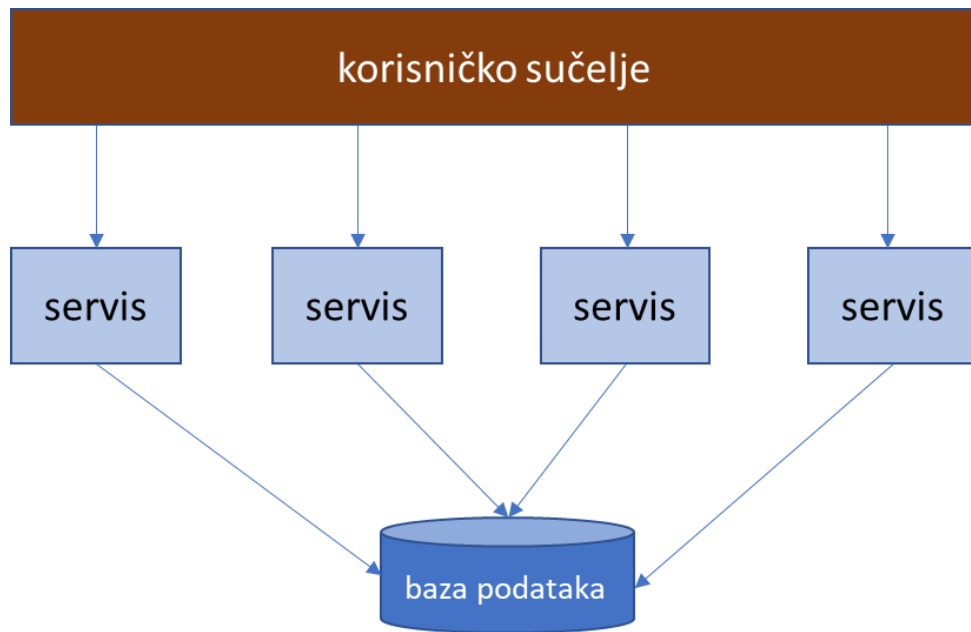 korisničko sučelje
servis
servis
servis
servis
baza podataka